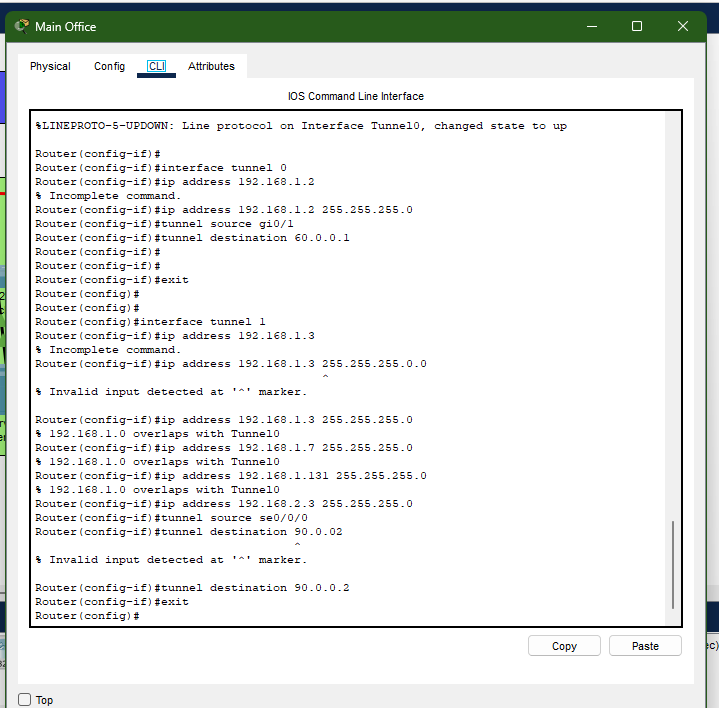 Main Office
Physical Config CLI Attributes
IOS Command Line Interface
%LINEPROTO-5-UPDOWN: Line protocol on Interface Tunnel0, changed state to up
Router(config-if)#
Router(config-if)#interface tunnel 0
Router(config-if)#ip address 192.168.1.2
% Incomplete command.
Router(config-if)#ip address 192.168.1.2 255.255.255.0
Router(config-if)#tunnel source gi0/1
Router(config-if)#tunnel destination 60.0.0.1
Router(config-if)#
Router(config-if)#
Router(config-if)#exit
Router(config)#
Router(config)#
Router(config)#interface tunnel 1
Router(config-if)#ip address 192.168.1.3
% Incomplete command.
Router(config-if)#ip address 192.168.1.3 255.255.255.0.0
^
% Invalid input detected at '^' marker.
Router(config-if)#ip address 192.168.1.3 255.255.255.0
% 192.168.1.0 overlaps with Tunnel0
Router(config-if)#ip address 192.168.1.7 255.255.255.0
% 192.168.1.0 overlaps with Tunnel0
Router(config-if)#ip address 192.168.1.131 255.255.255.0
% 192.168.1.0 overlaps with Tunnel0
Router(config-if)#ip address 192.168.2.3 255.255.255.0
Router(config-if)#tunnel source se0/0/0
Router(config-if)#tunnel destination 90.0.02
^
% Invalid input detected at '^' marker.
Router(config-if)#tunnel destination 90.0.0.2
Router(config-if)#exit
Router(config)#
Copy Paste
Top